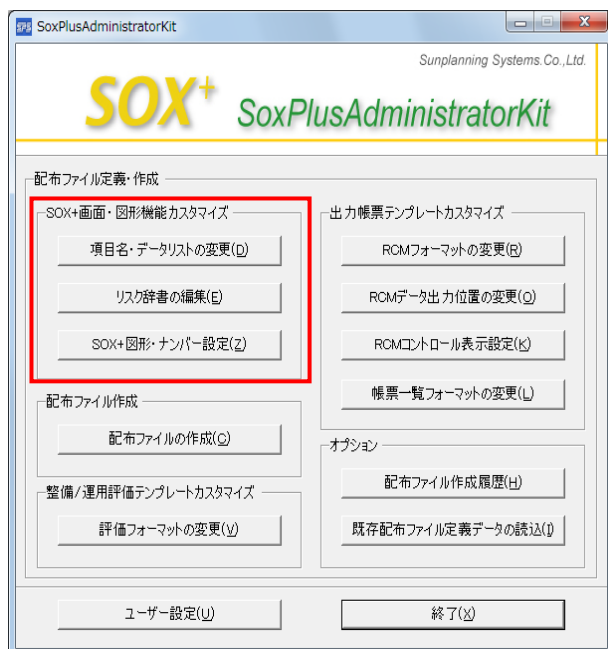 SoxPlusAdministratorKit
Sunplanning Systems.Co.,Ltd.
SOX+ SoxPlusAdministratorKit
配布ファイル定義・作成
SOX+画面・図形機能カスタマイズ
項目名・データリストの変更(D)
リスク辞書の編集(E)
SOX+図形・ナンバー設定(Z)
配布ファイル作成
配布ファイルの作成(C)
整備/運用評価テンプレートカスタマイズ
評価フォーマットの変更(V)
出力帳票テンプレートカスタマイズ
RCMフォーマットの変更(R)
RCMデータ出力位置の変更(O)
RCMコントロール表示設定(K)
帳票一覧フォーマットの変更(L)
オプション
配布ファイル作成履歴(H)
既存配布ファイル定義データの読込(I)
ユーザー設定(U)
終了(X)